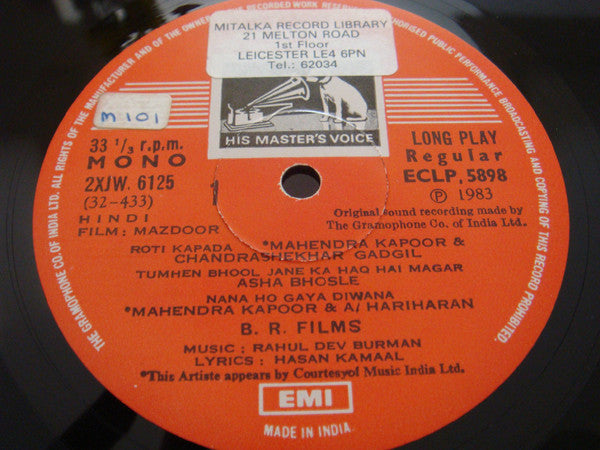 MITALKA RECORD LIBRARY
21 MELTON ROAD
1st Floor
LEICESTER LE4 6PN
Tel.: 62034
M101
HIS MASTER'S VOICE
33 1/3 r.p.m.
MONO
2XJW. 6125
(32-433)
1
LONG PLAY
Regular
ECLP. 5898
℗ 1983
Original sound recording made by
The Gramophone Co. of India Ltd.
HINDI
FILM: MAZDOOR
ROTI KAPADA *MAHENDRA KAPOOR &
CHANDRASHEKHAR GADGIL
TUMHEN BHOOL JANE KA HAQ HAI MAGAR
ASHA BHOSLE
NANA HO GAYA DIWANA
*MAHENDRA KAPOOR & A/ HARIHARAN
B. R. FILMS
MUSIC : RAHUL DEV BURMAN
LYRICS : HASAN KAMAAL
*This Artiste appears by Courtesyof Music India Ltd.
EMI
MADE IN INDIA.
THE GRAMOPHONE CO. OF INDIA LTD. ALL RIGHTS OF THE MANUFACTURER AND OF THE OWNER OF THE RECORDED WORK RESERVED
AUTHORISED PUBLIC PERFORMANCE BROADCASTING AND COPYING OF THIS RECORD PROHIBITED